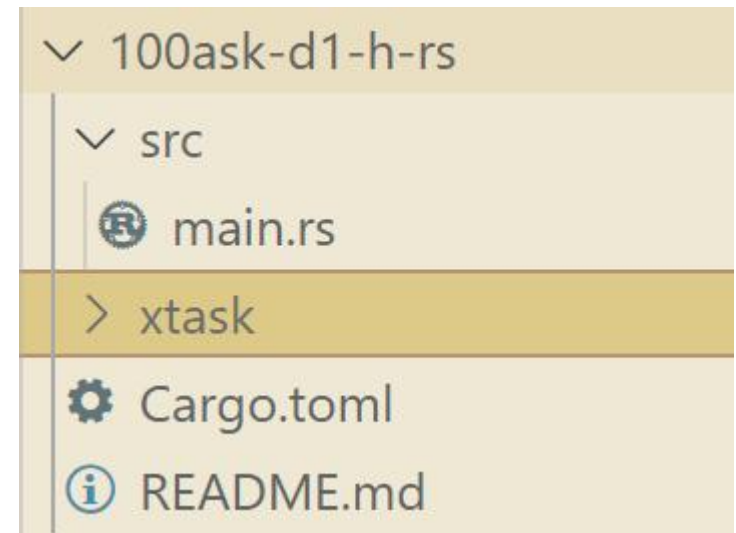 100ask-d1-h-rs
src
main.rs
xtask
Cargo.toml
README.md